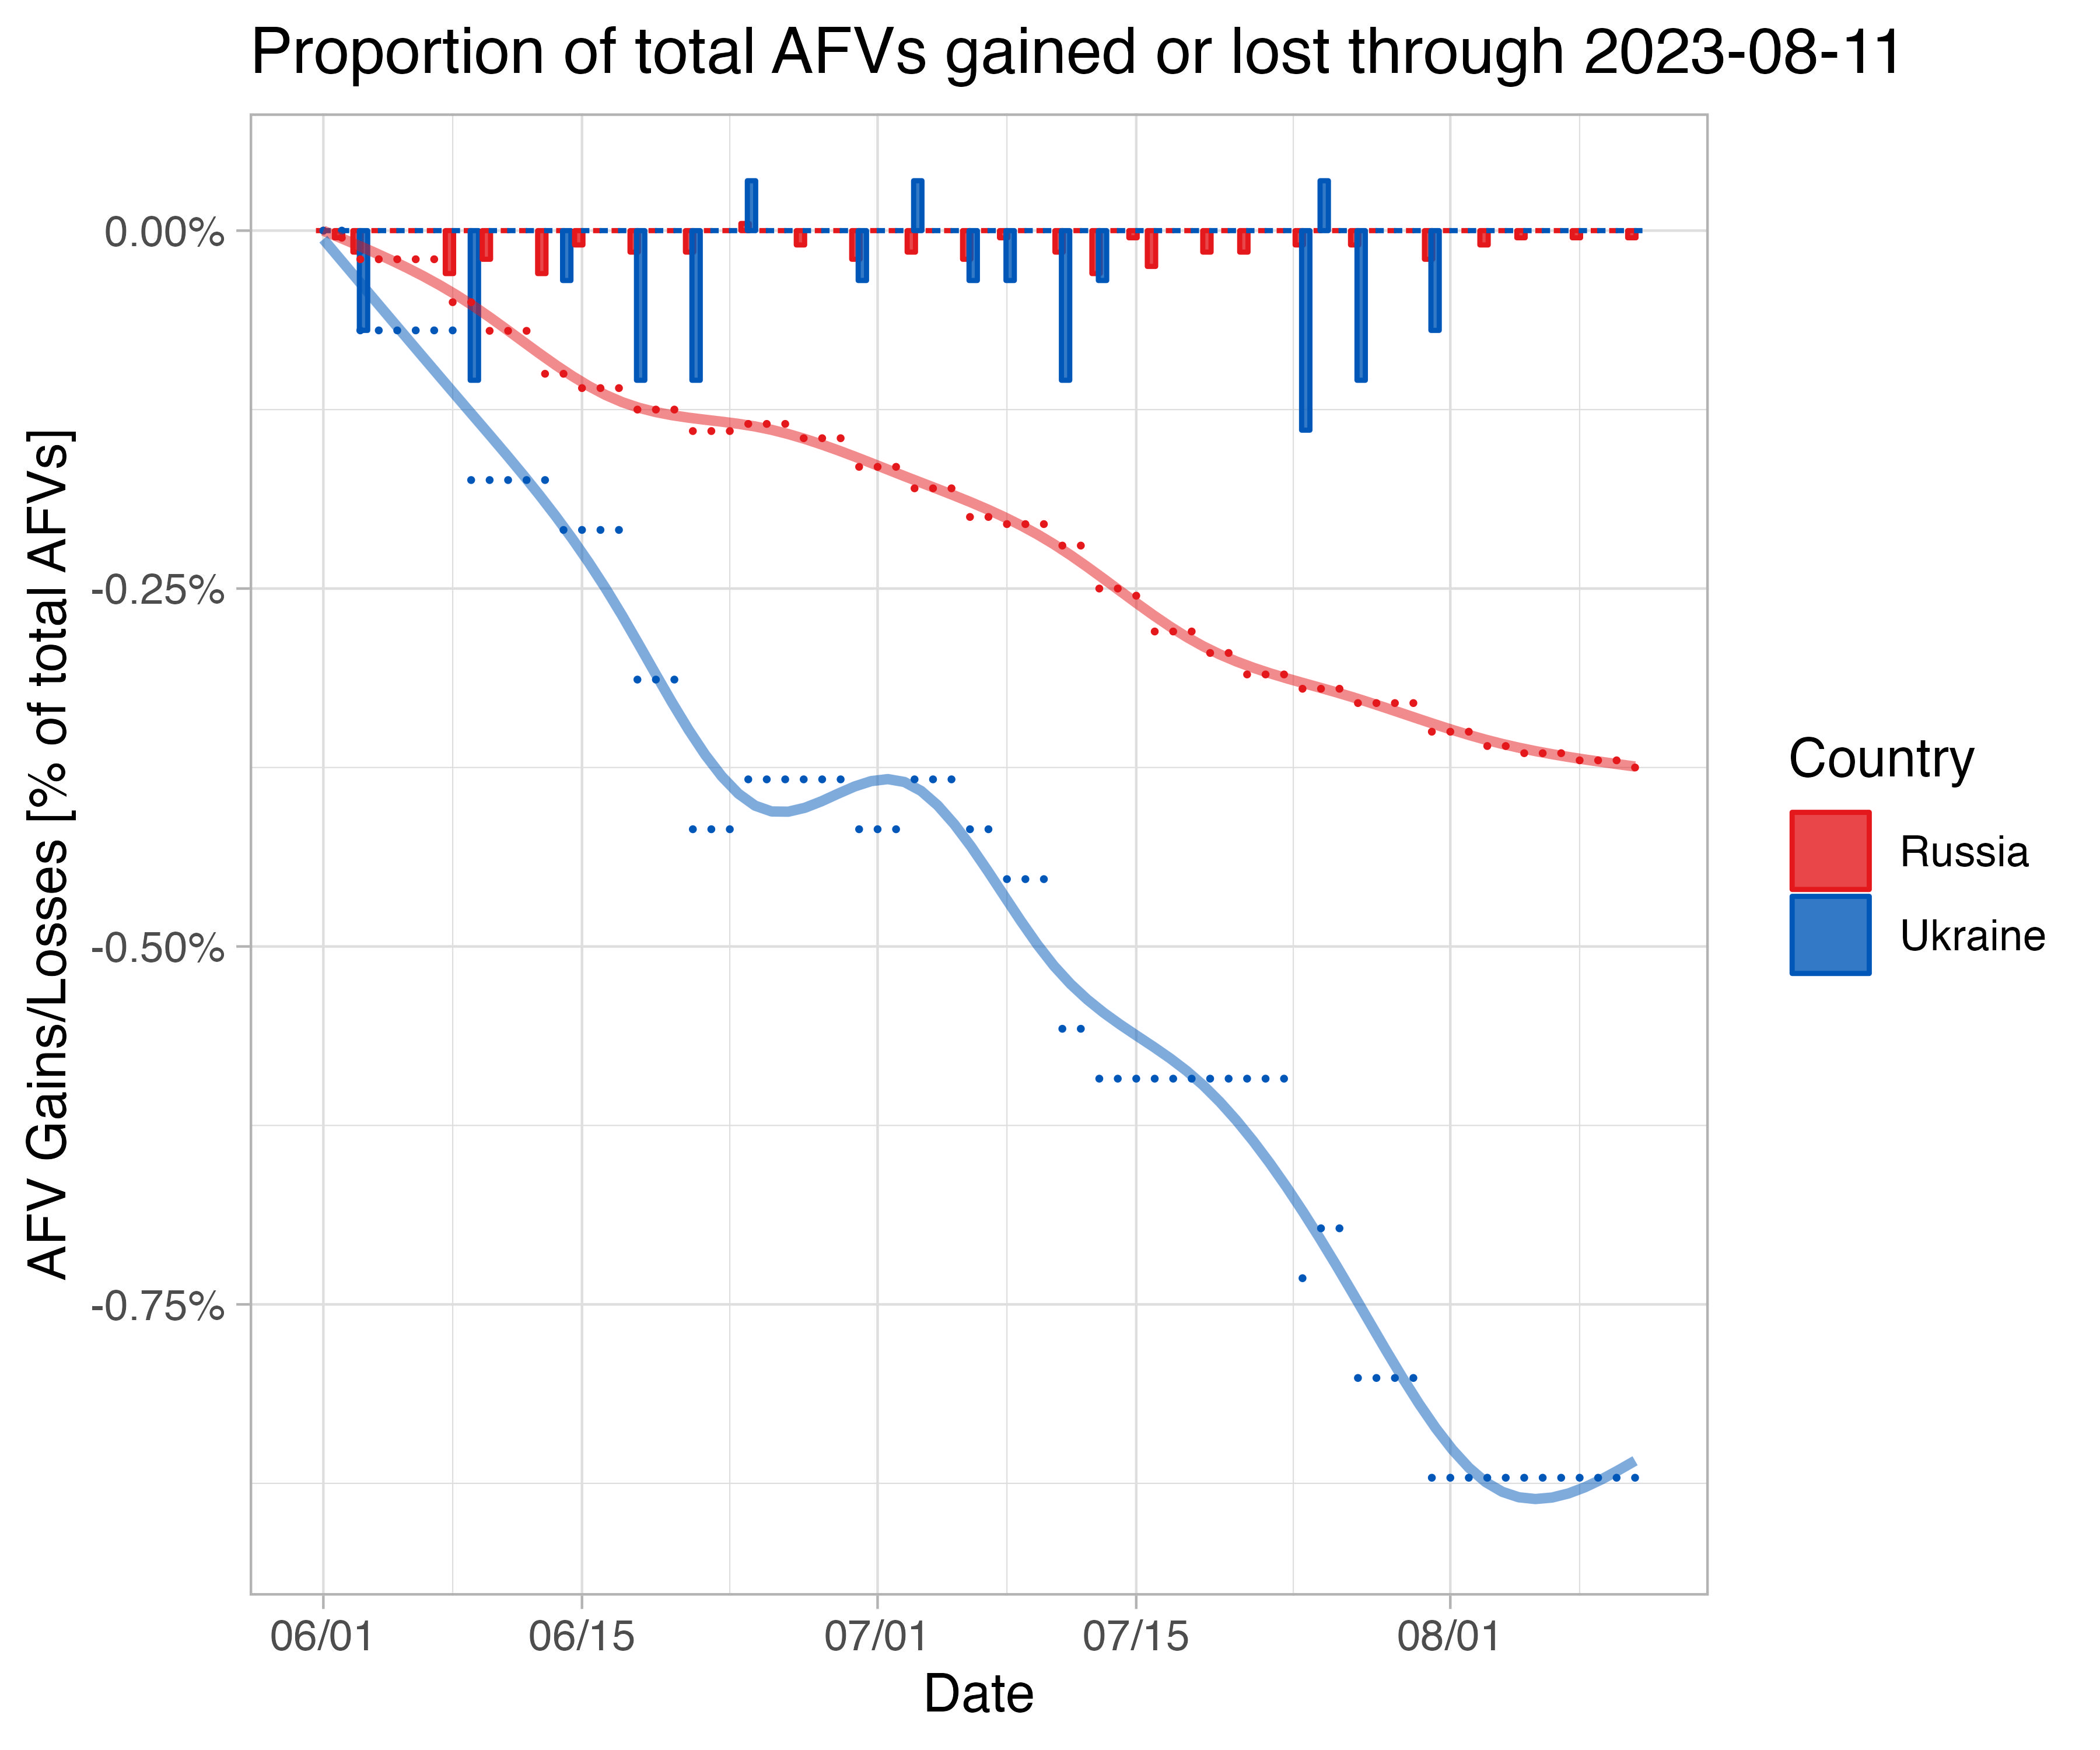 Proportion of total AFVs gained or lost through 2023-08-11
AFV Gains/Losses [% of total AFVs]
0.00%
-0.25%
-0.50%
-0.75%
06/01
06/15
07/01
07/15
08/01
Date
Country
Russia
Ukraine